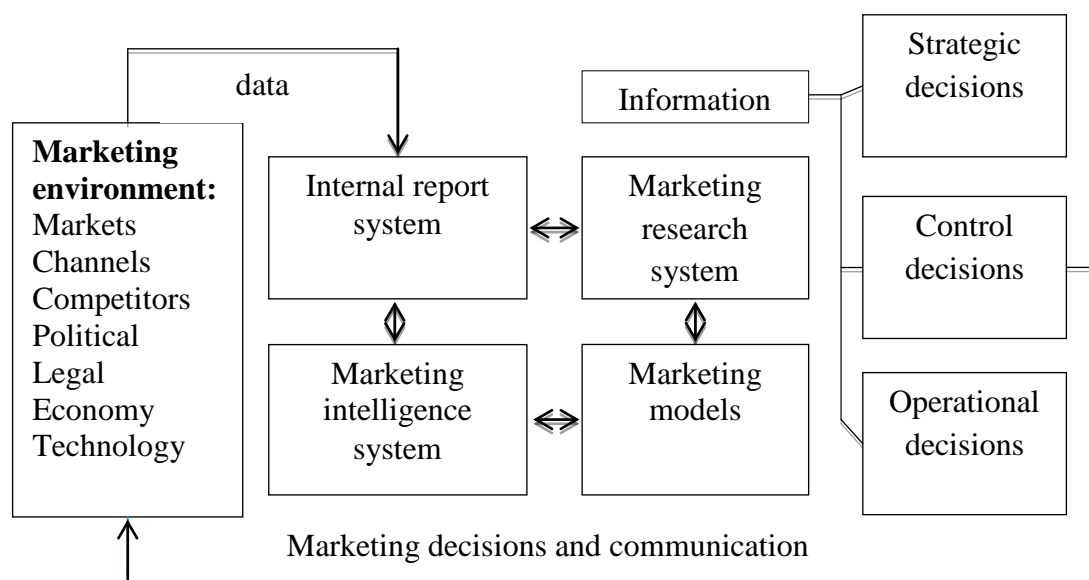 data
Marketing
environment:
Markets
Channels
Competitors
Political
Legal
Economy
Technology
Internal report
system
Marketing
intelligence
system
Information
Marketing
research
system
Marketing
models
Strategic
decisions
Control
decisions
Operational
decisions
Marketing decisions and communication